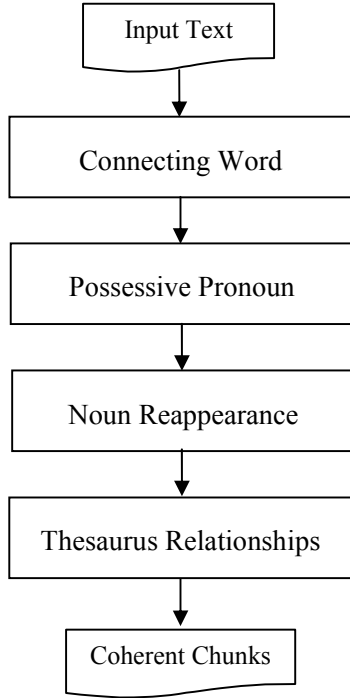 Input Text
Connecting Word
Possessive Pronoun
Noun Reappearance
Thesaurus Relationships
Coherent Chunks